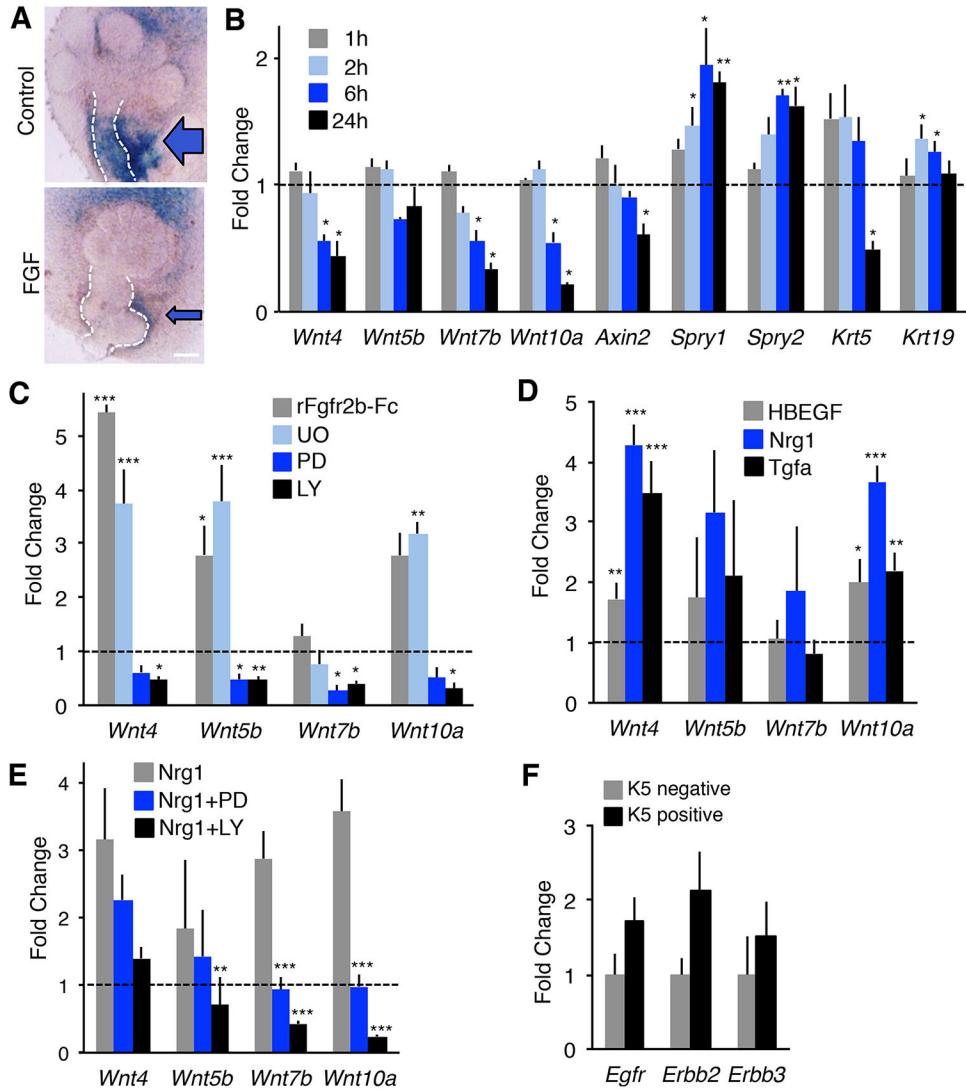 A
Control
FGF
B
1h
2h
6h
24h
Fold Change
2
1
0
* * * *
* * *
* *
*
* * * **
** *
*
* *
Wnt4 Wnt5b Wnt7b Wnt10a Axin2 Spry1 Spry2 Krt5 Krt19
C
rFgfr2b-Fc
UO
PD
LY
Fold Change
5
4
3
2
1
0
*** *** *
* *** * **
* *
** *
Wnt4 Wnt5b Wnt7b Wnt10a
D
HBEGF
Nrg1
Tgfa
Fold Change
5
4
3
2
1
0
** *** ***
* *** **
Wnt4 Wnt5b Wnt7b Wnt10a
E
Nrg1
Nrg1+PD
Nrg1+LY
Fold Change
4
3
2
1
0
**
*** ***
*** ***
Wnt4 Wnt5b Wnt7b Wnt10a
F
K5 negative
K5 positive
Fold Change
3
2
1
0
Egfr Erbb2 Erbb3